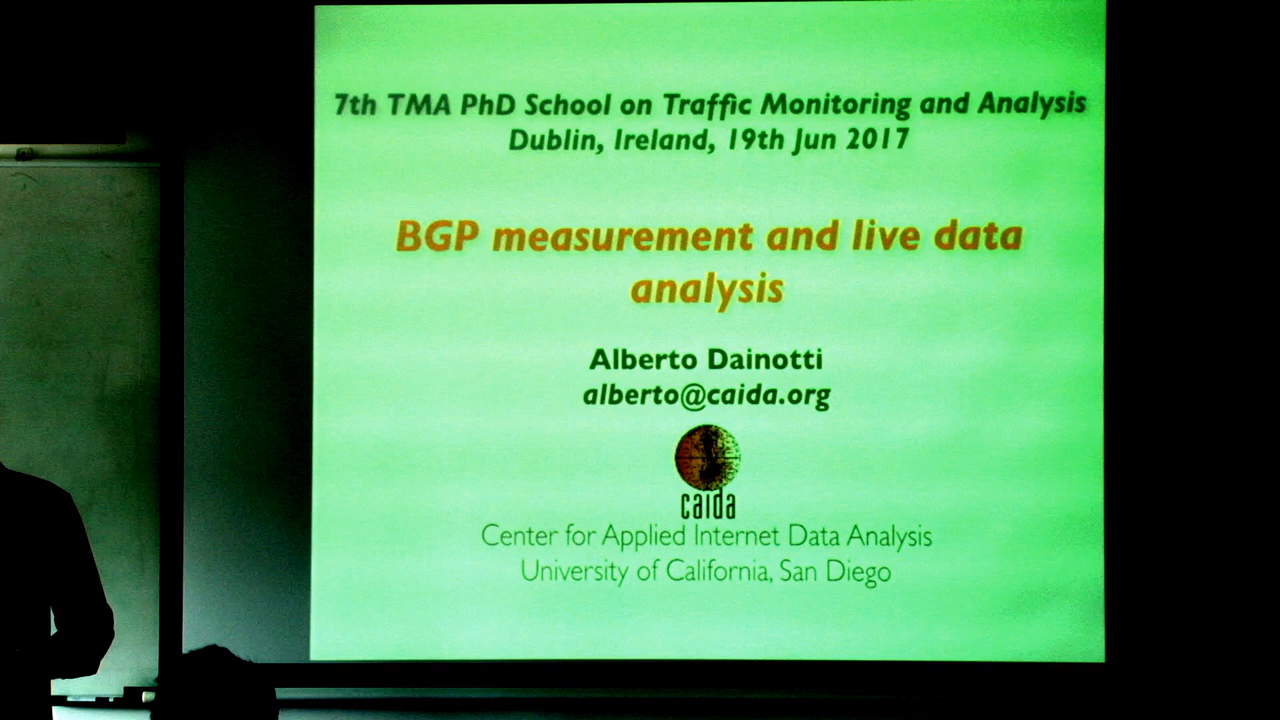 7th TMA PhD School on Traffic Monitoring and Analysis
Dublin, Ireland, 19th Jun 2017
BGP measurement and live data
analysis
Alberto Dainotti
alberto@caida.org
caida
Center for Applied Internet Data Analysis
University of California, San Diego